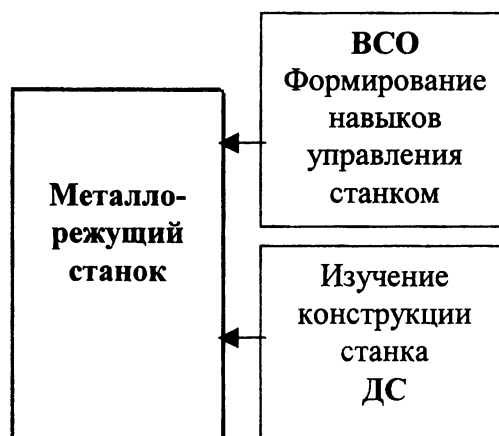 Металло-
режущий
станок
ВСО
Формирование
навыков
управления
станком
Изучение
конструкции
станка
ДС